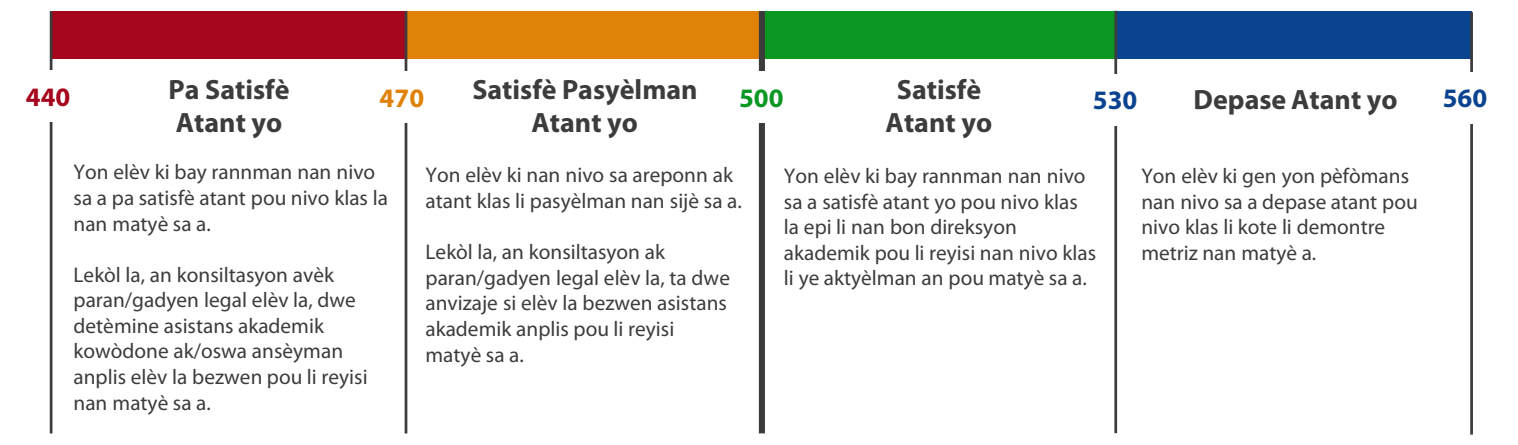 440
Pa Satisfè
Atant yo
Yon elèv ki bay rannman nan nivo
sa a pa satisfè atant pou nivo klas la
nan matyè sa a.
Lekòl la, an konsiltasyon avèk
paran/gadyen legal elèv la, dwe
detèmine asistans akademik
kowòdone ak/oswa ansèyman
anplis elèv la bezwen pou li reyisi
nan matyè sa a.
470
Satisfè Pasyèlman
Atant yo
Yon elèv ki nan nivo sa areponn ak
atant klas li pasyèlman nan sijè sa a.
Lekòl la, an konsiltasyon ak
paran/gadyen legal elèv la, ta dwe
anvizaje si elèv la bezwen asistans
akademik anplis pou li reyisi
matyè sa a.
500
Satisfè
Atant yo
Yon elèv ki bay rannman nan nivo
sa a satisfè atant yo pou nivo klas
la epi li nan bon direksyon
akademik pou li reyisi nan nivo klas
li ye aktyèlman an pou matyè sa a.
530
Depase Atant yo
Yon elèv ki gen yon pèfòmans
nan nivo sa a depase atant pou
nivo klas li kote li demontre
metriz nan matyè a.
560